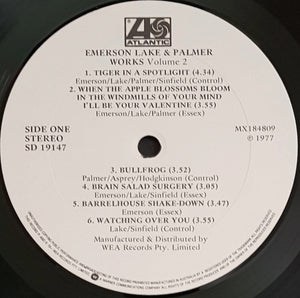 ATLANTIC
EMERSON LAKE & PALMER
WORKS Volume 2
1. TIGER IN A SPOTLIGHT (4.34)
Emerson/Lake/Palmer/Sinfield (Control)
2. WHEN THE APPLE BLOSSOMS BLOOM
IN THE WINDMILLS OF YOUR MIND
I'LL BE YOUR VALENTINE (3.55)
Emerson/Lake/Palmer (Essex)
SIDE ONE
STEREO
SD 19147
MX184809
℗ 1977
3. BULLFROG (3.52)
Palmer/Asprey/Hodgkinson (Control)
4. BRAIN SALAD SURGERY (3.05)
Emerson/Lake/Sinfield (Essex)
5. BARRELHOUSE SHAKE-DOWN (3.47)
Emerson (Essex)
6. WATCHING OVER YOU (3.55)
Lake/Sinfield (Control)
Manufactured & Distributed by
WEA Records Pty. Limited